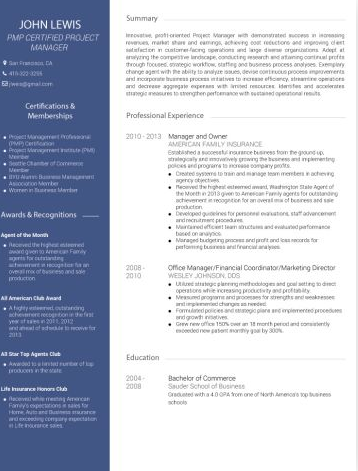 JOHN LEWIS
PMP CERTIFIED PROJECT
MANAGER
San Francisco, CA
415-322-3255
jlewis@gmail.com
Certifications &
Memberships
Project Management Professional
(PMP) Certification
Project Management Institute (PMI)
Member
Seattle Chamber of Commerce
Member
BYU Alumni Business Management
Association Member
Women in Business Member
Awards & Recognitions
Agent of the Month
Received the highest esteemed
award given to American Family
agents for outstanding
achievement in recognition for an
overall mix of business and sale
production.
All American Club Award
A highly esteemed, outstanding
achievement recognition in the first
year of sales in 2011, 2012
and ahead of schedule to receive for
2013.
All Star Top Agents Club
Awarded to a limited number of top
producers in the state.
Life Insurance Honors Club
Received while meeting American
Family's expectations in sales for
Home, Auto and Business insurance
and exceeding company expectation
in Life insurance sales.
Summary
Innovative, profit-oriented Project Manager with demonstrated success in increasing
revenues, market share and earnings, achieving cost reductions and improving client
satisfaction in customer-facing operations and large diverse organizations. Adept at
analyzing the competitive landscape, conducting research and attaining continual profits
through focused, strategic workflow, staffing and business process analyses. Exemplary
change agent with the ability to analyze issues, devise continuous process improvements
and incorporate business process initiatives to increase efficiency, streamline operations
and decrease aggregate expenses with limited resources. Identifies and accelerates
strategic measures to strengthen performance with sustained operational profits.
Professional Experience
2010 - 2013 Manager and Owner
AMERICAN FAMILY INSURANCE
Established a successful insurance business from the ground-up,
strategically and innovatively growing the business and implementing
policies and programs to increase company profits.
Created systems to train and manage team members in achieving
agency objectives.
Received the highest esteemed award, Washington State Agent of
the Month in 2013 given to agents for outstanding
achievement in recognition for an overall mix of business and sale
production.
Developed guidelines for personnel evaluations, staff advancement
and recruitment procedures.
Maintained efficient team structures and evaluated performance
based on analytics.
Managed budgeting process and profit and loss records for
performing business and financial analyses.
2008 - Office Manager/Financial Coordinator/Marketing Director
2010 WESLEY JOHNSON, DDS
Utilized strategic planning methodologies and goal setting to direct
operations while increasing productivity and profitability.
Measured programs and processes for strengths and weaknesses
and implemented changes as needed.
Formulated policies and strategic plans and implemented procedures
and growth initiatives.
Grew new office 150% over an 18 month period and consistently
exceeded new patient monthly goal by 300%.
Education
2004 - Bachelor of Commerce
2008 Sauder School of Business
Graduated with a 4.0 GPA from one of North America's top business
schools